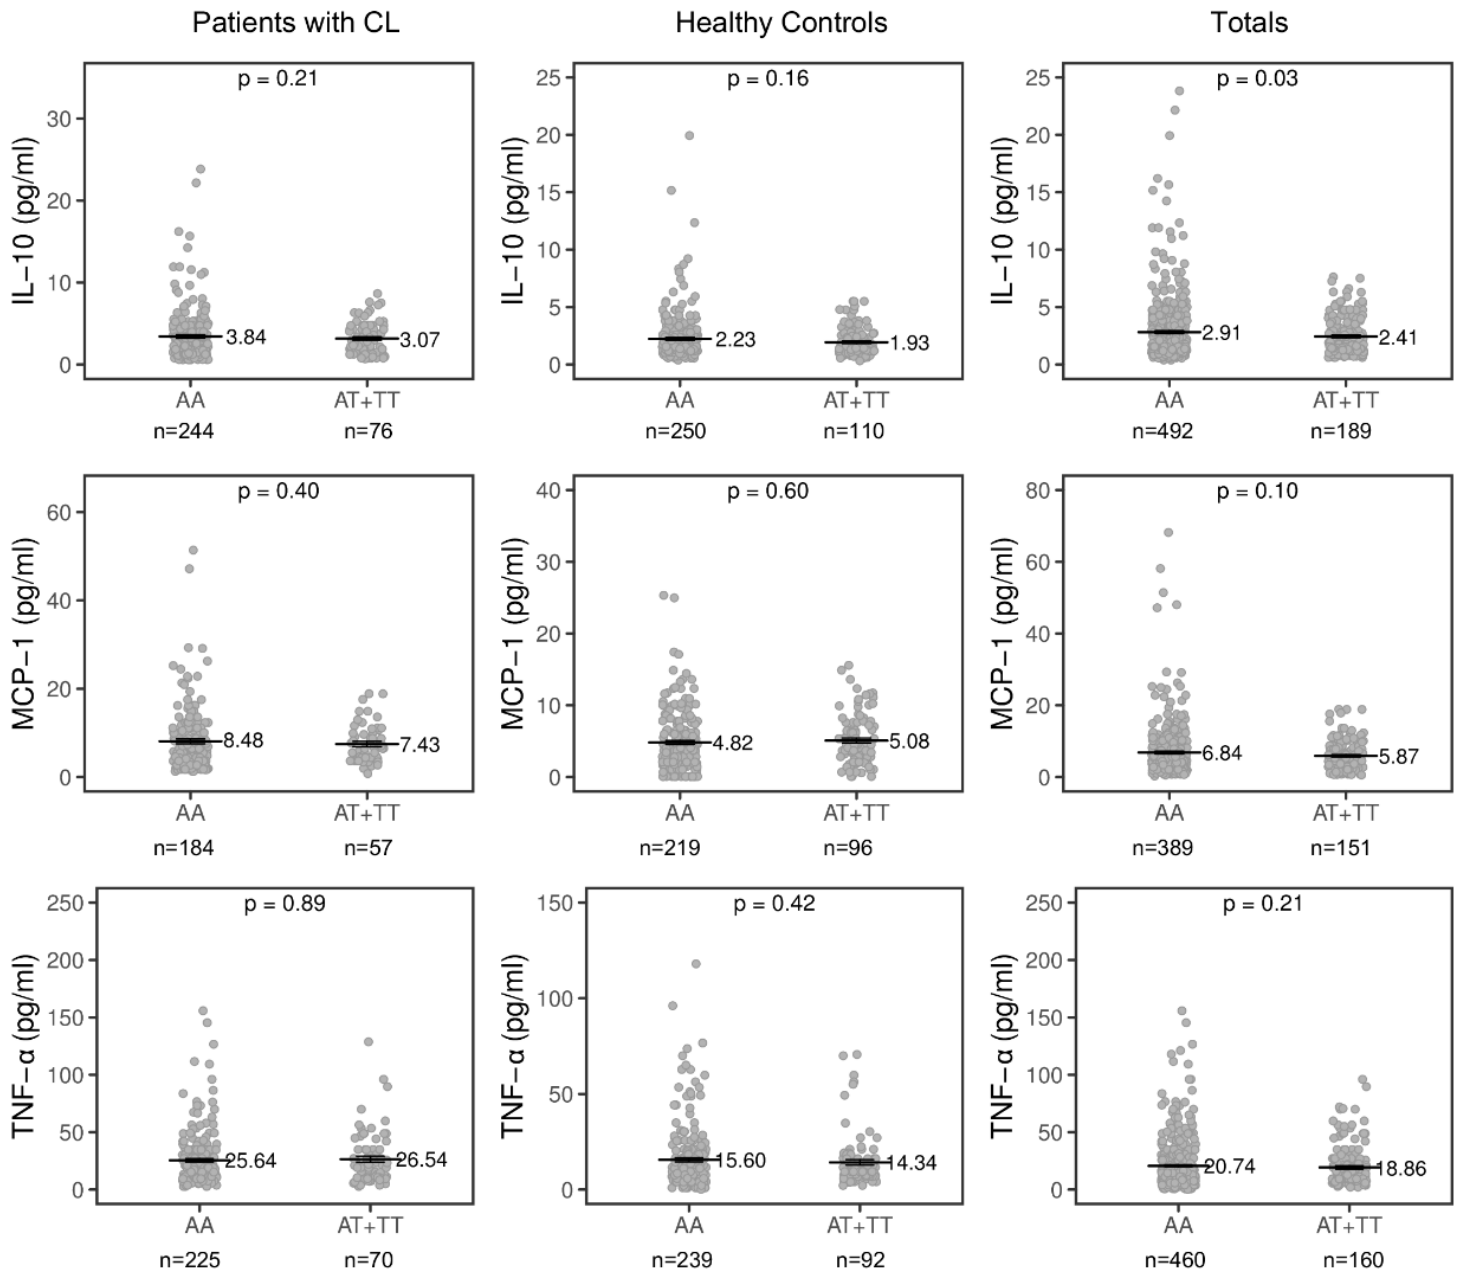 Patients with CL Healthy Controls Totals
p = 0.21 p = 0.16 p = 0.03
IL−10 (pg/ml) IL−10 (pg/ml) IL−10 (pg/ml)
30 25 25
20 20 20
10 15 15
0 10 10
5 5
0 0
3.84 3.07 2.23 1.93 2.91 2.41
AA AT+TT AA AT+TT AA AT+TT
n=244 n=76 n=250 n=110 n=492 n=189
p = 0.40 p = 0.60 p = 0.10
MCP−1 (pg/ml) MCP−1 (pg/ml) MCP−1 (pg/ml)
60 40 80
40 30 60
20 20 40
0 10 20
0 0
8.48 7.43 4.82 5.08 6.84 5.87
AA AT+TT AA AT+TT AA AT+TT
n=184 n=57 n=219 n=96 n=389 n=151
p = 0.89 p = 0.42 p = 0.21
TNF−α (pg/ml) TNF−α (pg/ml) TNF−α (pg/ml)
250 150 250
200 100 200
150 50 150
100 0 100
50 50
0 0
25.64 26.54 15.60 14.34 20.74 18.86
AA AT+TT AA AT+TT AA AT+TT
n=225 n=70 n=239 n=92 n=460 n=160